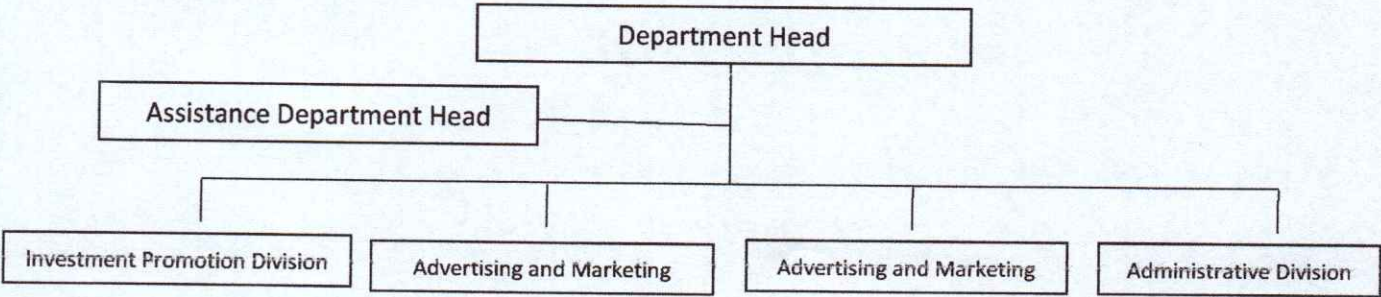 Department Head
Assistance Department Head
Investment Promotion Division
Advertising and Marketing
Advertising and Marketing
Administrative Division